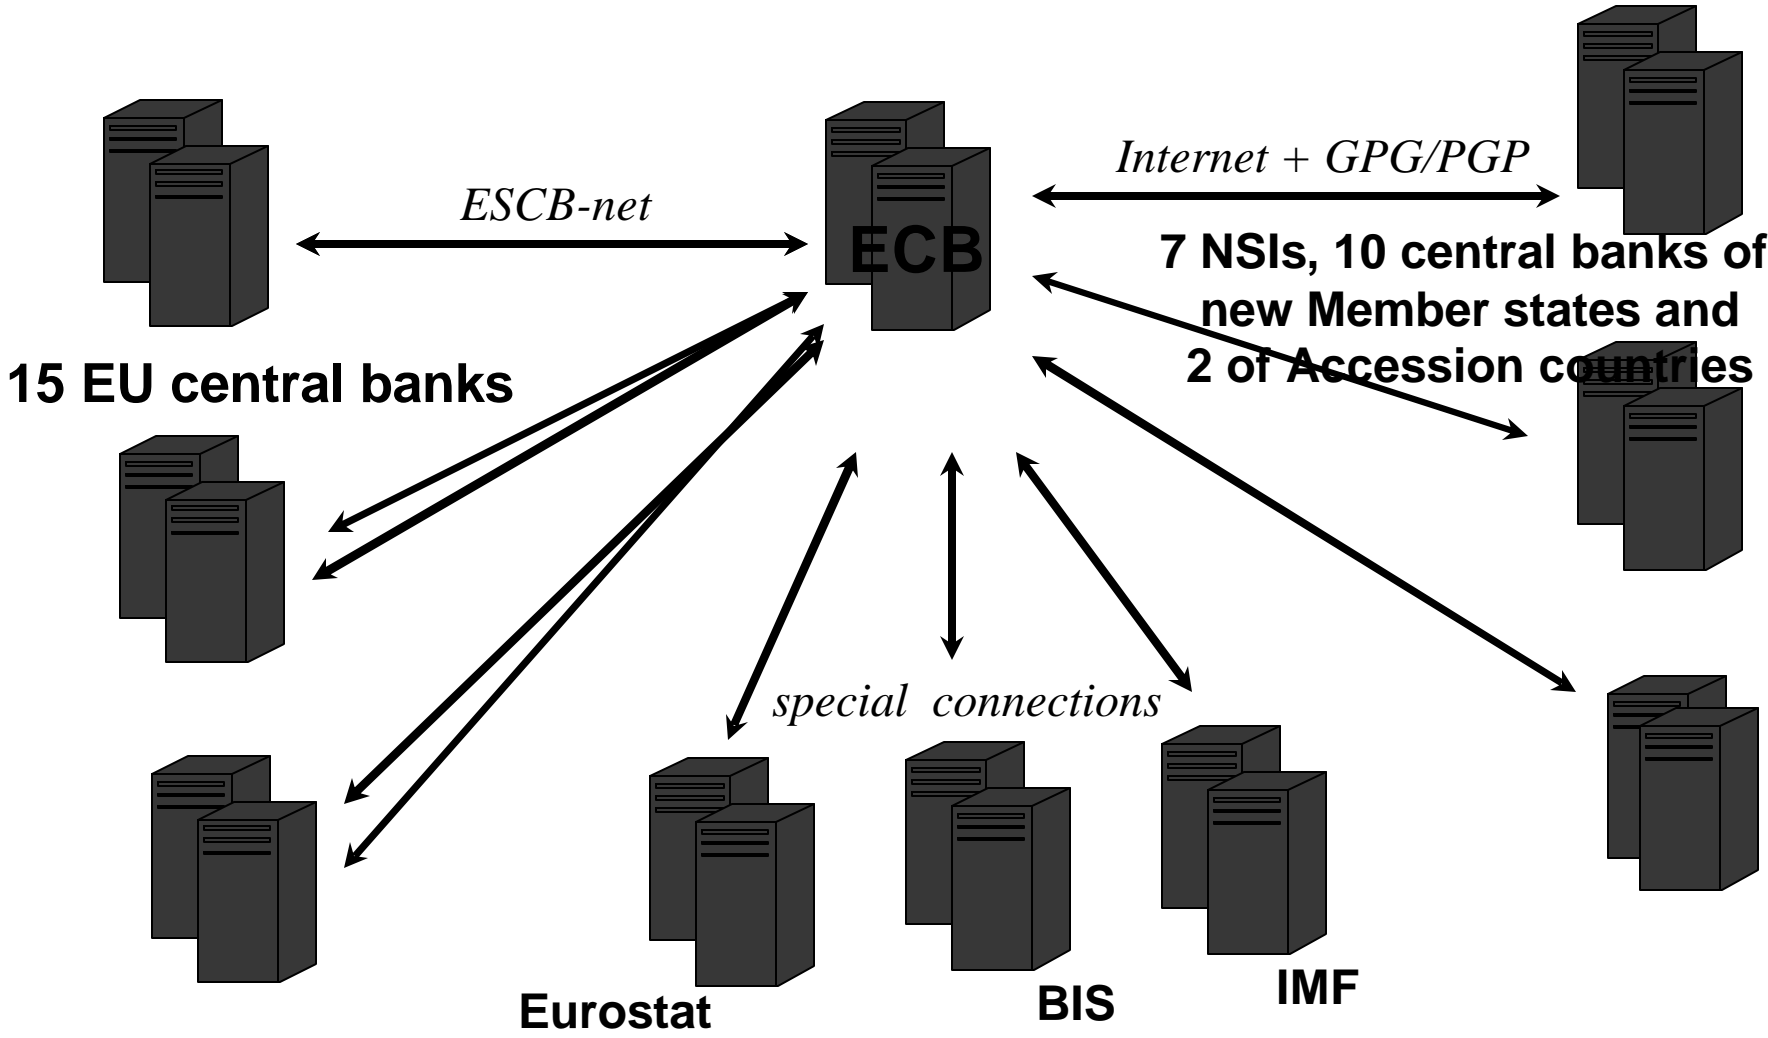 Internet + GPG/PGP
ESCB-net
ECB
7 NSIs, 10 central banks of
new Member states and
2 of Accession countries
15 EU central banks
special connections
Eurostat
BIS
IMF